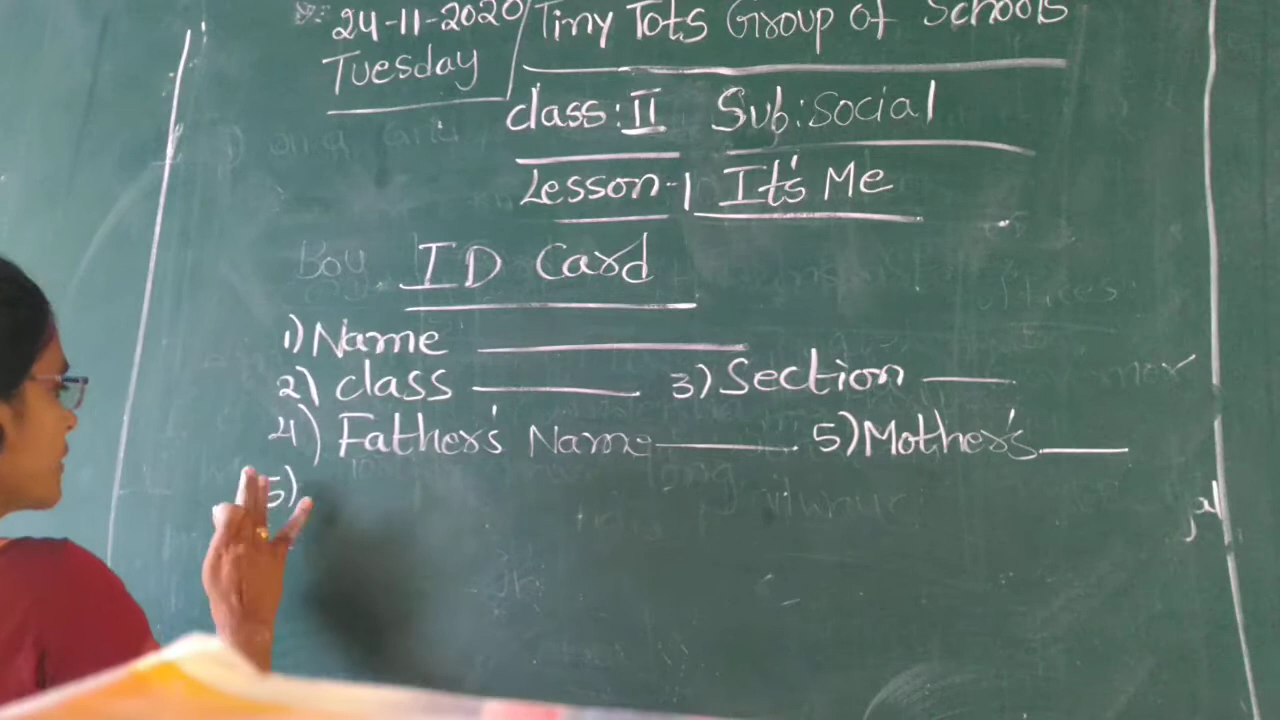 24-11-2020 Tiny Tots Group of Schools
Tuesday
class: II Sub: Social
Lesson-1 It's Me
Boy
ID Card
1) Name
2) class 3) Section
4) Father's Name 5) Mother's
5)